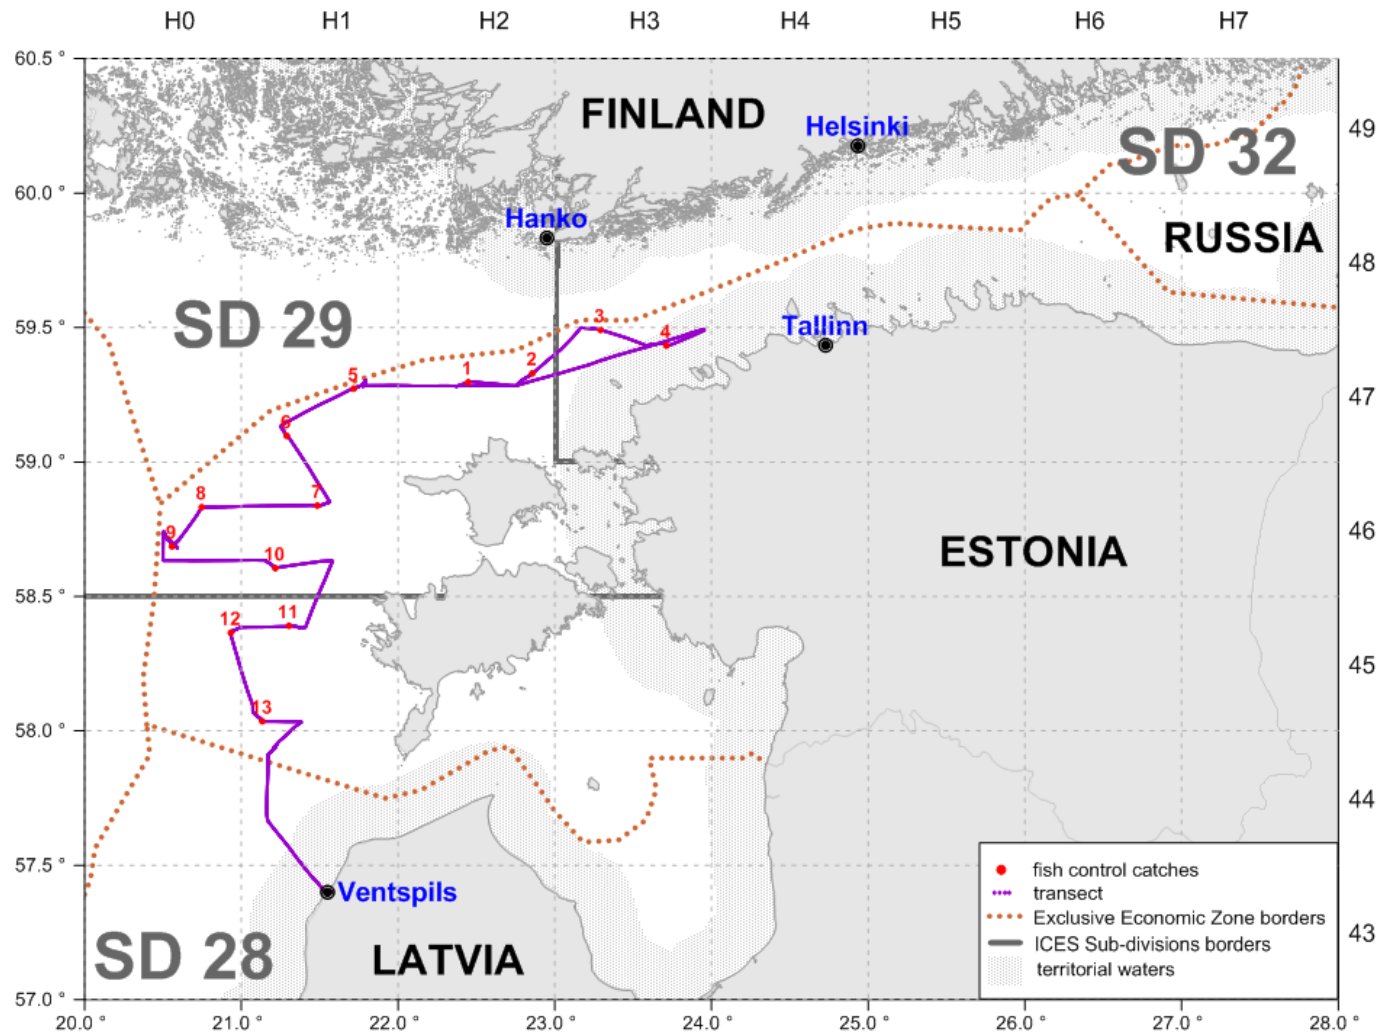 H0 H1 H2 H3 H4 H5 H6 H7
60.5 °
FINLAND
Helsinki
49
SD 32
60.0 °
Hanko
RUSSIA
48
SD 29
59.5 °
3
4
Tallinn
2
1
5
47
6
59.0 °
7
8
9
46
10
ESTONIA
58.5 °
11
12
45
13
58.0 °
44
57.5 °
fish control catches
transect
Ventspils
Exclusive Economic Zone borders
43
ICES Sub-divisions borders
SD 28
LATVIA
territorial waters
57.0 °
20.0 ° 21.0 ° 22.0 ° 23.0 ° 24.0 ° 25.0 ° 26.0 ° 27.0 ° 28.0 °